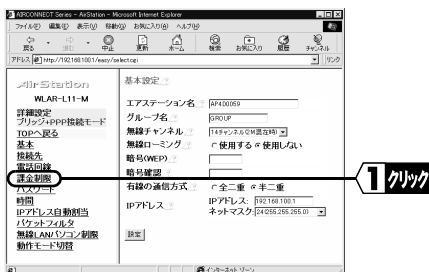 AIRCONNECT Series - AirStation - Microsoft Internet Explorer
ファイル(F) 編集(E) 表示(V) 移動(G) お気に入り(A) ヘルプ(H)
戻る 進む 中止 更新 ホーム 検索 お気に入り 履歴 チャンネル
アドレス http://192.168.100.1/easy/selector.cgi リンク
AirStation
WLAR-L11-M
詳細設定
ブリッジ+PPP接続モード
TOPへ戻る
基本
接続先
電話回線
課金制限
パスワード
時間
IPアドレス自動割当
パケットフィルタ
無線LANパソコン制限
動作モード切替
基本設定
エアステーション名 AP400059
グループ名 GROUP
無線チャンネル 14チャンネル(2M混在時)
無線ローミング 使用する 使用しない
暗号(WEP)
暗号確認
有線の通信方式 全二重 半二重
IPアドレス IPアドレス: 192.168.100.1
ネットマスク: 24(255.255.255.0)
設定
インターネット ゾーン
1 クリック